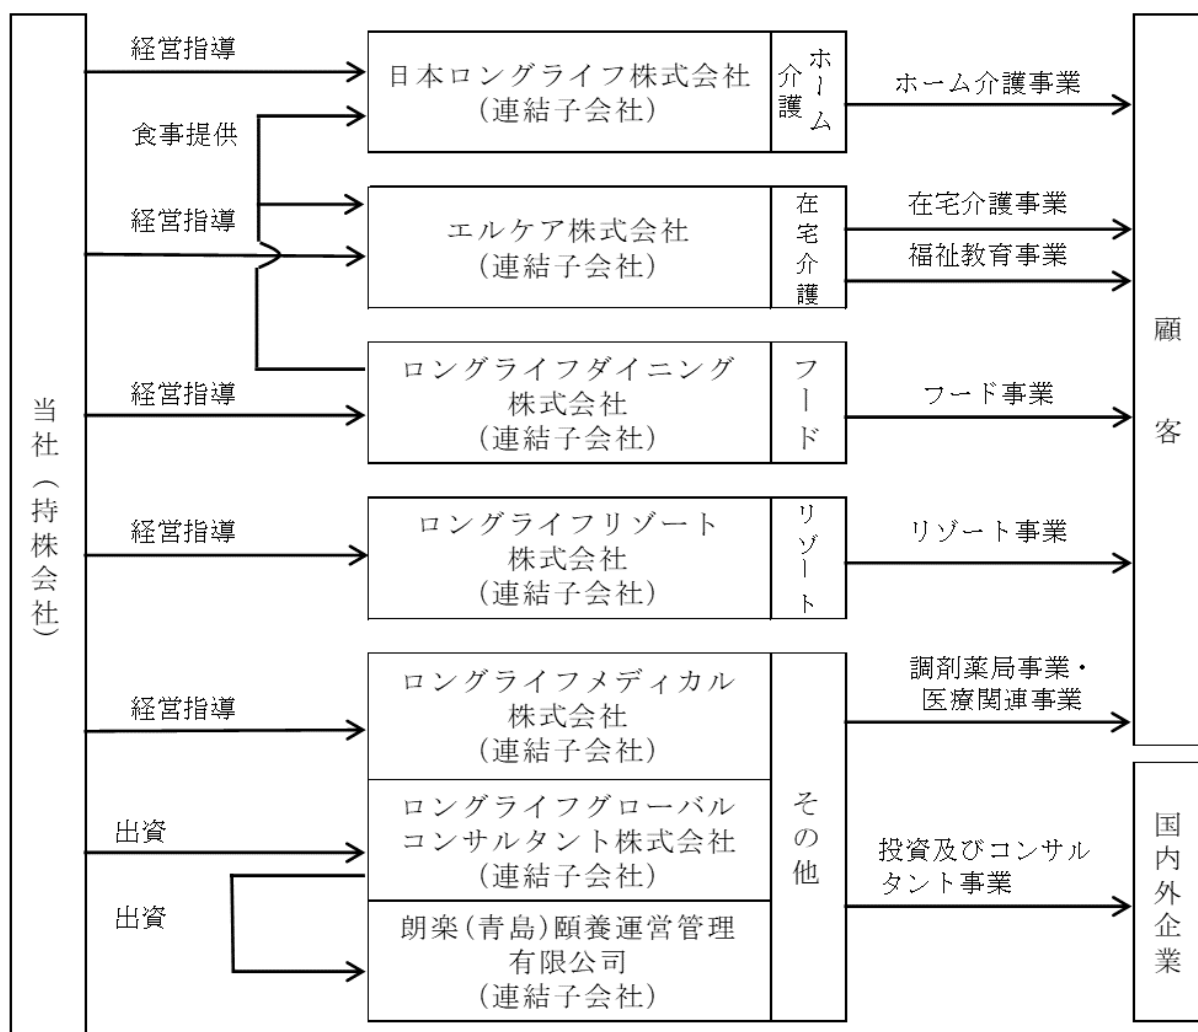 当社（持株会社）
経営指導
日本ロングライフ株式会社
(連結子会社)
ホーム
介護
ホーム介護事業
食事提供
経営指導
エルケア株式会社
(連結子会社)
在宅介護
在宅介護事業
福祉教育事業
経営指導
ロングライフダイニング
株式会社
(連結子会社)
フード
フード事業
経営指導
ロングライフリゾート
株式会社
(連結子会社)
リゾート
リゾート事業
経営指導
ロングライフメディカル
株式会社
(連結子会社)
調剤薬局事業・
医療関連事業
顧客
出資
ロングライフグローバル
コンサルタント株式会社
(連結子会社)
その他
投資及びコンサル
タント事業
出資
朗楽(青島)頤養運営管理
有限公司
(連結子会社)
国内外企業